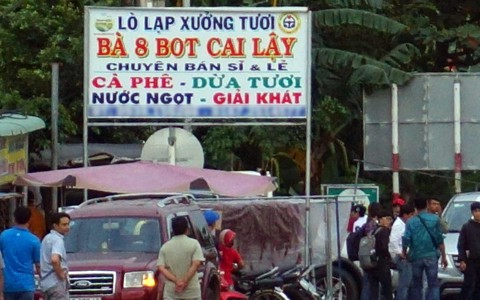 LÒ LẠP XƯỞNG TƯƠI
BÀ 8 BOT CAI LẬY
CHUYÊN BÁN SĨ & LẺ
CÀ PHÊ - DỪA TƯƠI
NƯỚC NGỌT - GIẢI KHÁT